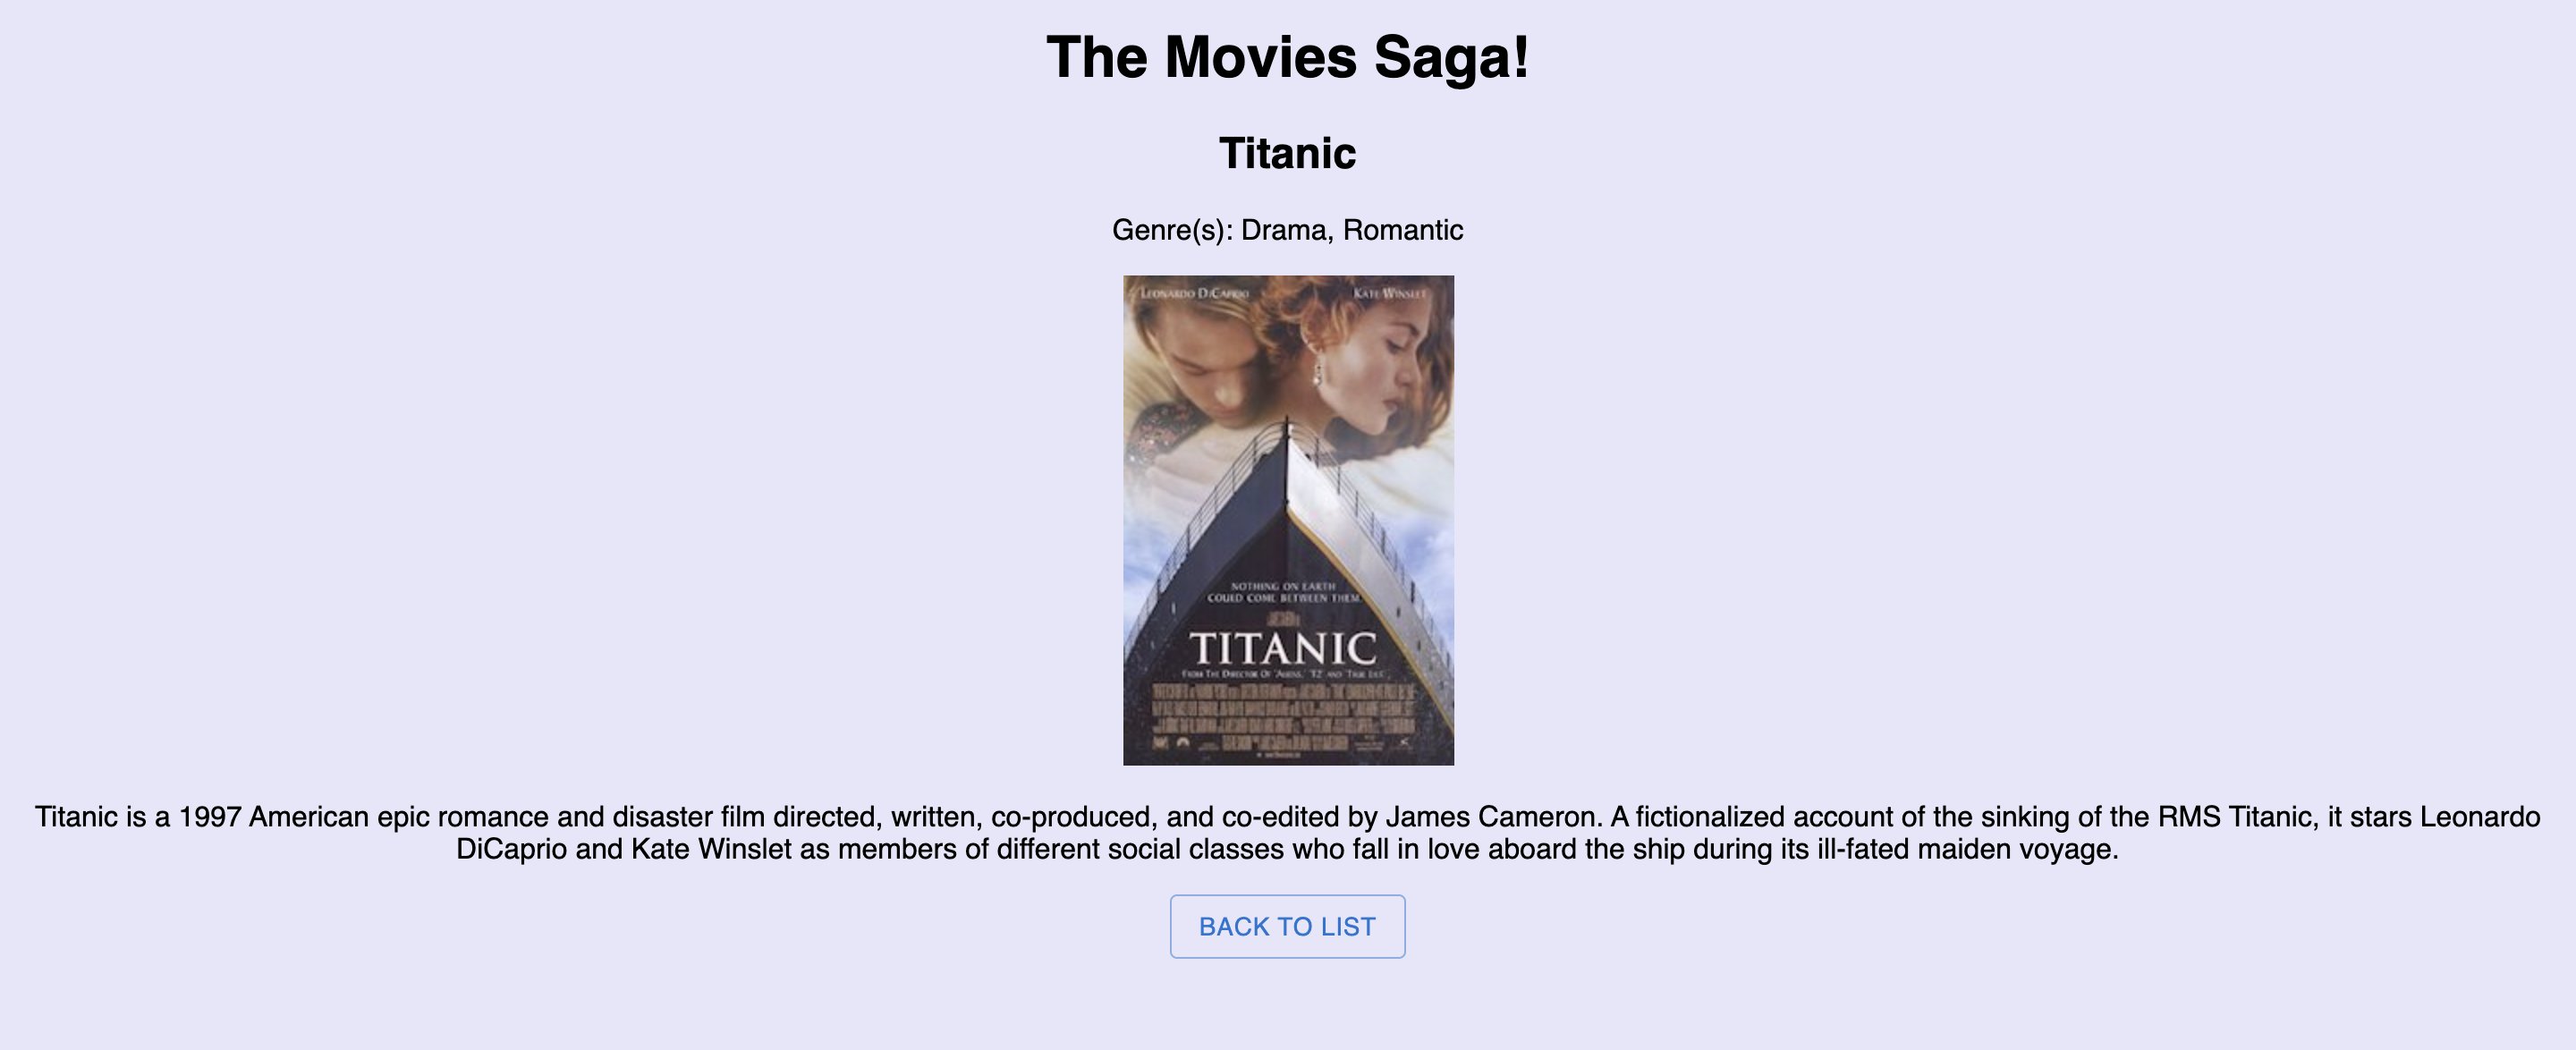 The Movies Saga!
Titanic
Genre(s): Drama, Romantic
LEONARDO DICAPRIO KATE WINSLET
NOTHING ON EARTH
COULD COME BETWEEN THEM.
TITANIC
FROM THE DIRECTOR OF 'ALIENS,' 'T2' AND 'TRUE LIES'
Titanic is a 1997 American epic romance and disaster film directed, written, co-produced, and co-edited by James Cameron. A fictionalized account of the sinking of the RMS Titanic, it stars Leonardo
DiCaprio and Kate Winslet as members of different social classes who fall in love aboard the ship during its ill-fated maiden voyage.
BACK TO LIST